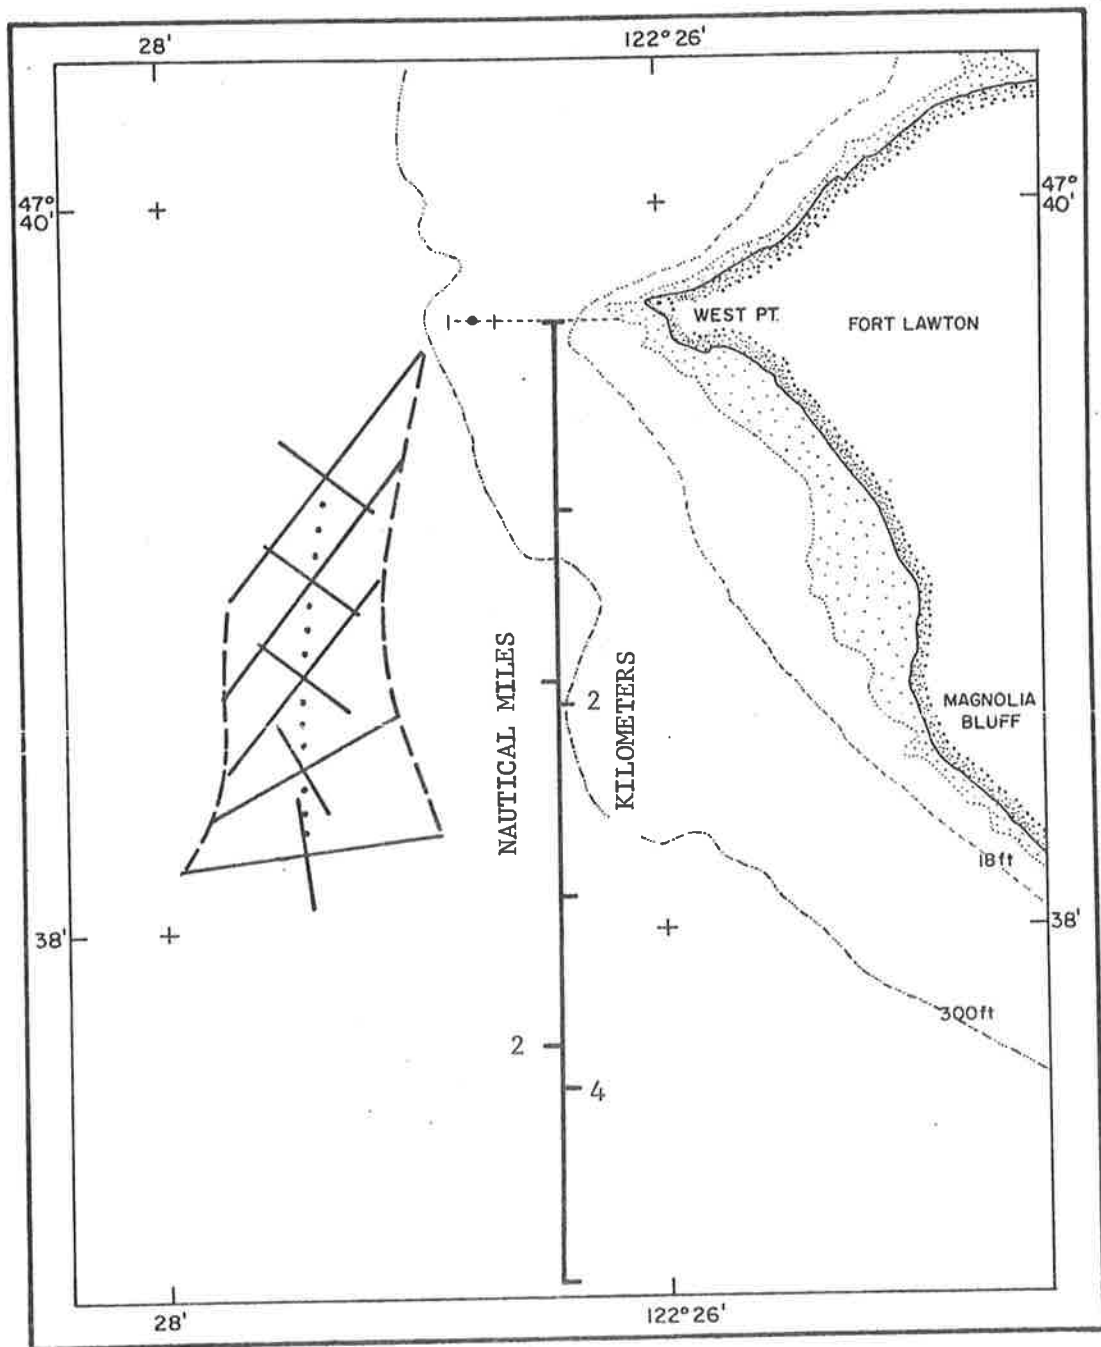 28'
122° 26'
47°
40'
47°
40'
WEST PT.
FORT LAWTON
NAUTICAL MILES
KILOMETERS
2
MAGNOLIA
BLUFF
18ft
38'
38'
300ft
2
4
28'
122° 26'